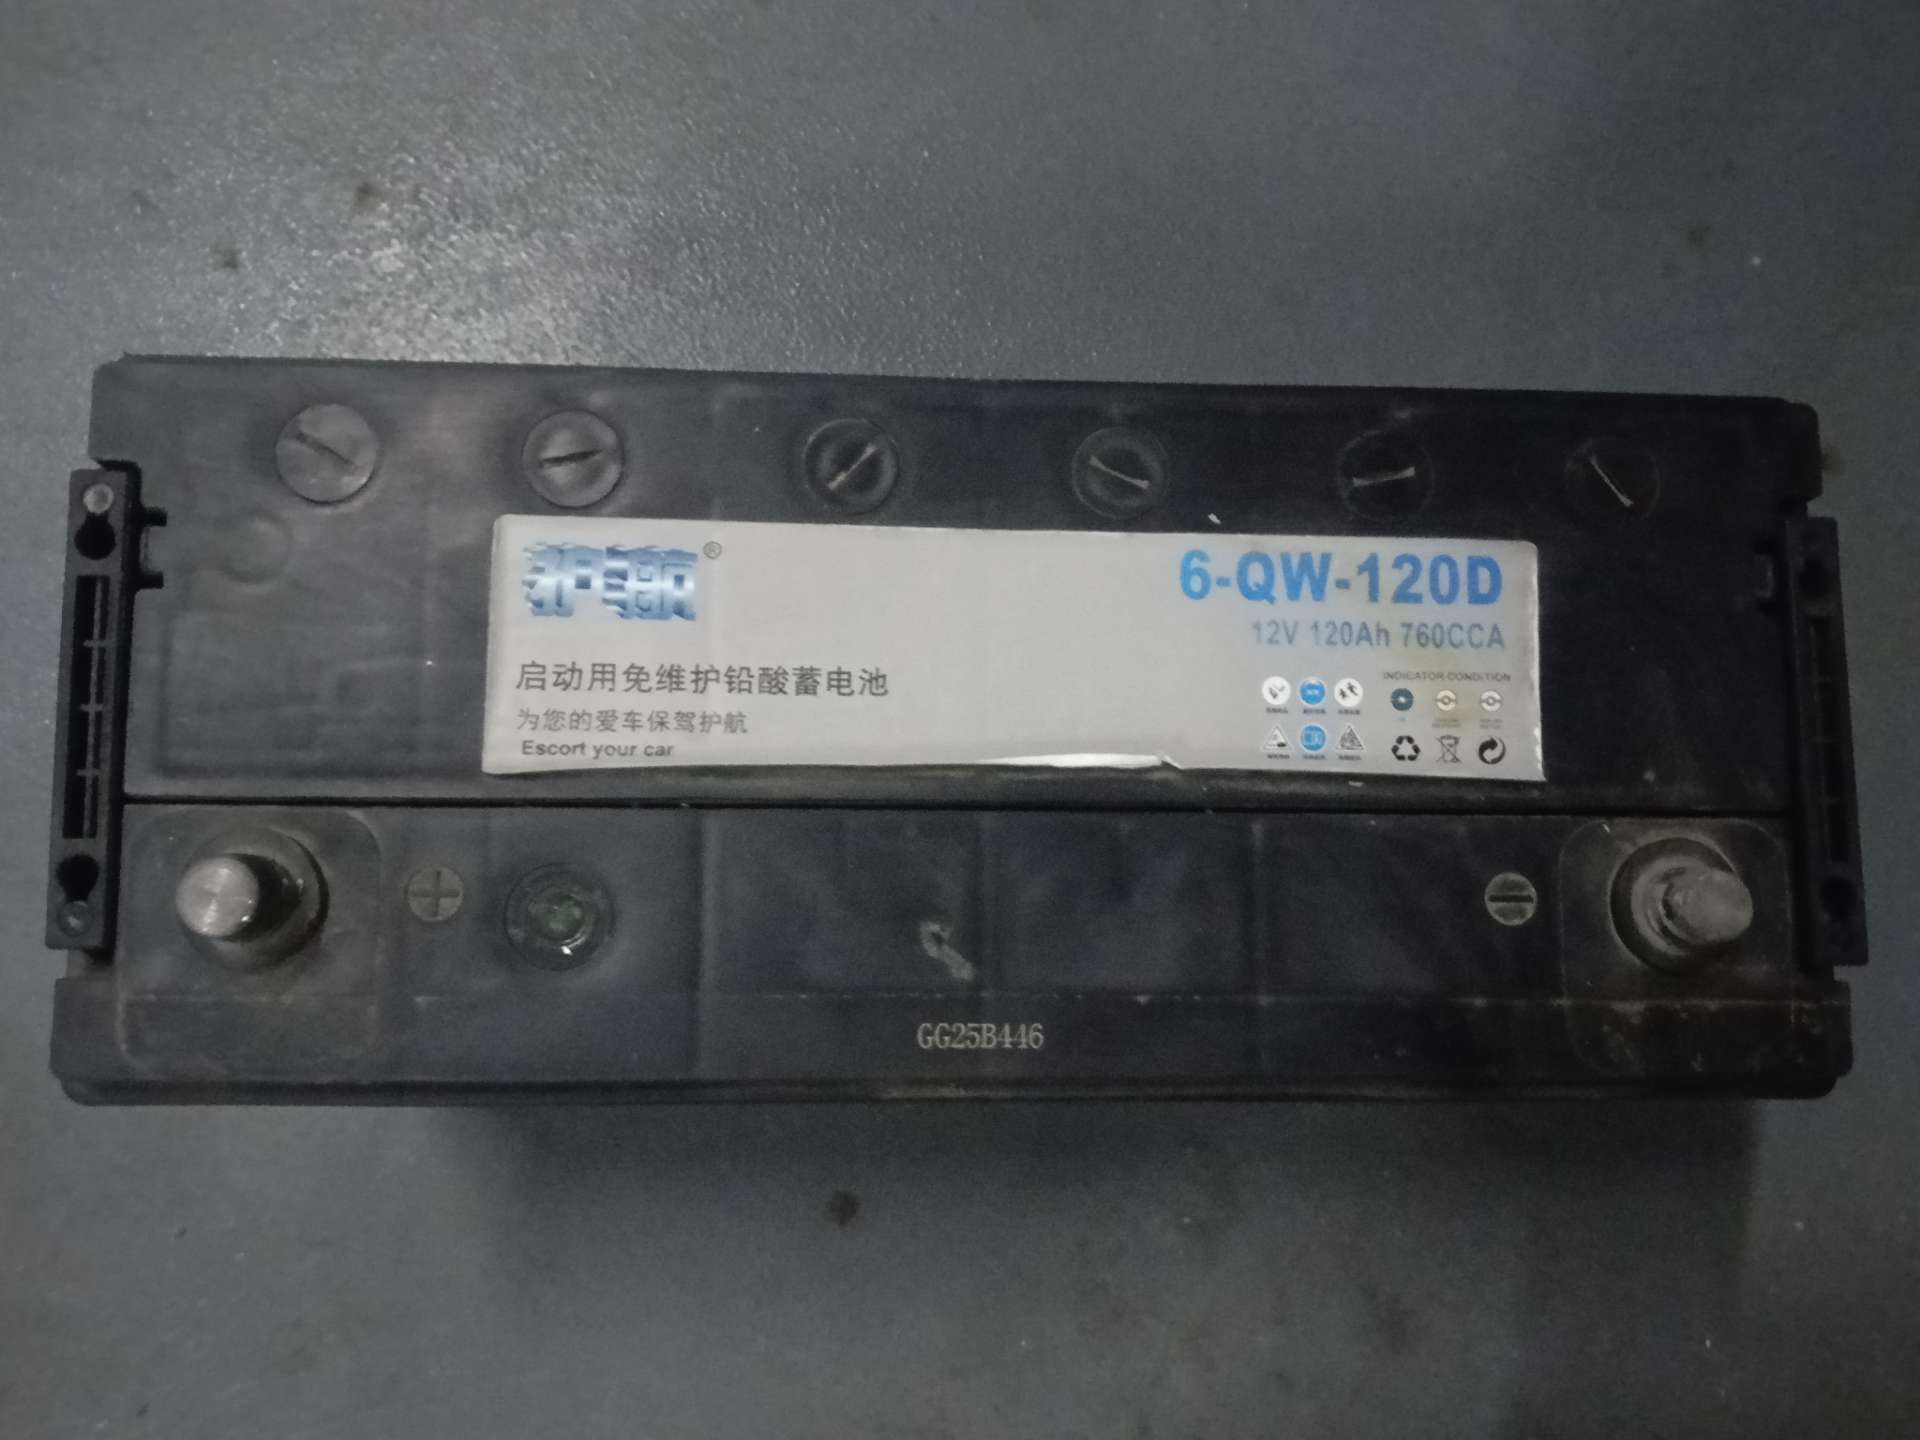 护航®
6-QW-120D
12V 120Ah 760CCA
启动用免维护铅酸蓄电池
为您的爱车保驾护航
Escort your car
INDICATOR CONDITION
GG25B446